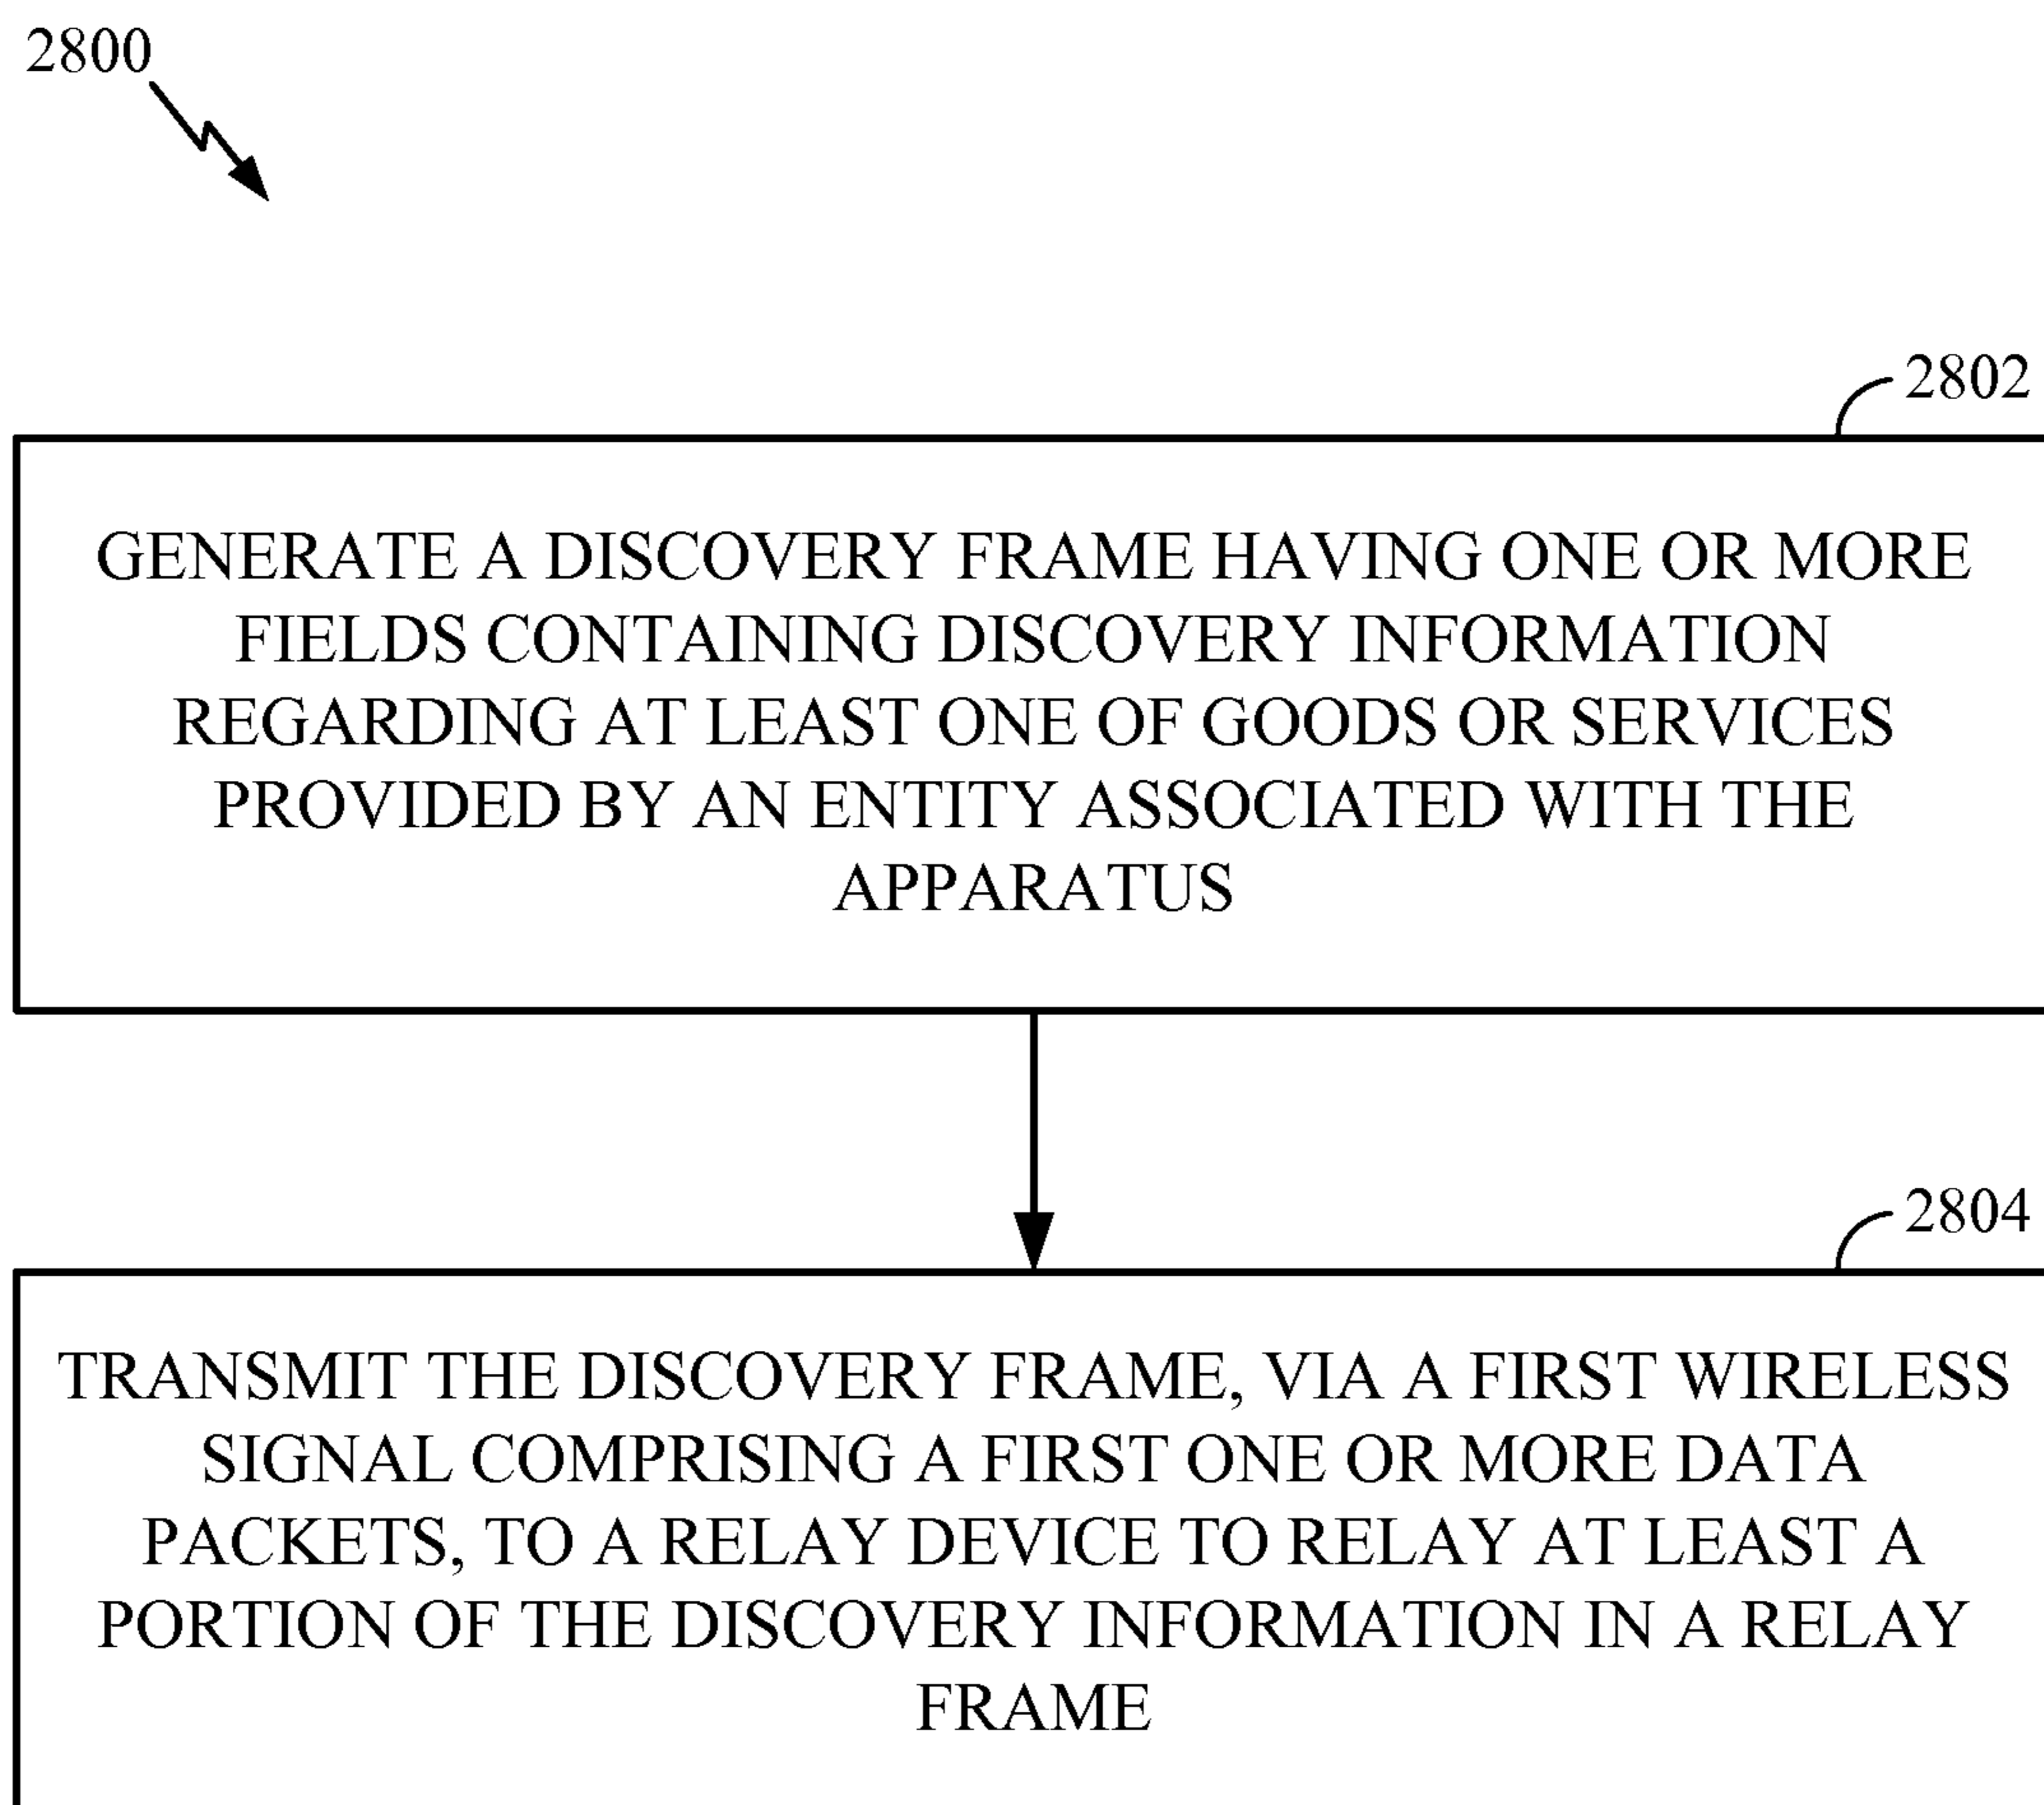 2800
2802
GENERATE A DISCOVERY FRAME HAVING ONE OR MORE
FIELDS CONTAINING DISCOVERY INFORMATION
REGARDING AT LEAST ONE OF GOODS OR SERVICES
PROVIDED BY AN ENTITY ASSOCIATED WITH THE
APPARATUS
2804
TRANSMIT THE DISCOVERY FRAME, VIA A FIRST WIRELESS
SIGNAL COMPRISING A FIRST ONE OR MORE DATA
PACKETS, TO A RELAY DEVICE TO RELAY AT LEAST A
PORTION OF THE DISCOVERY INFORMATION IN A RELAY
FRAME